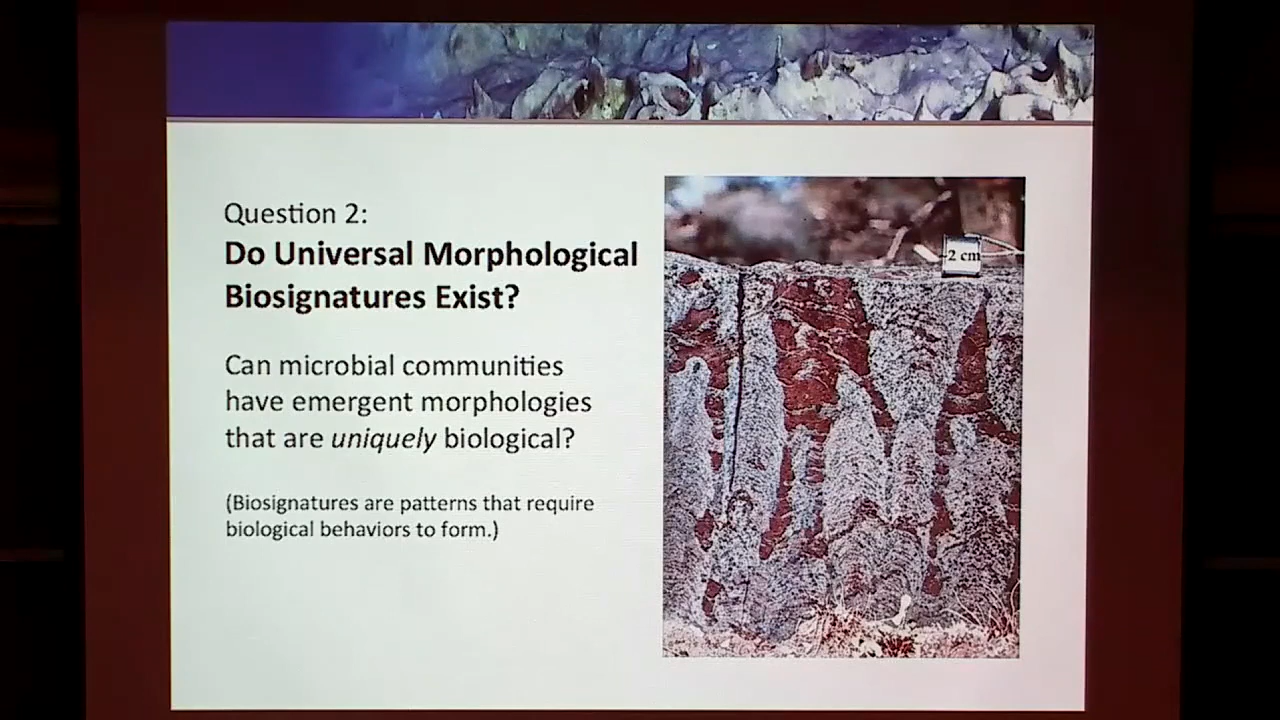 Question 2:
Do Universal Morphological
Biosignatures Exist?
Can microbial communities
have emergent morphologies
that are uniquely biological?
(Biosignatures are patterns that require
biological behaviors to form.)
2 cm